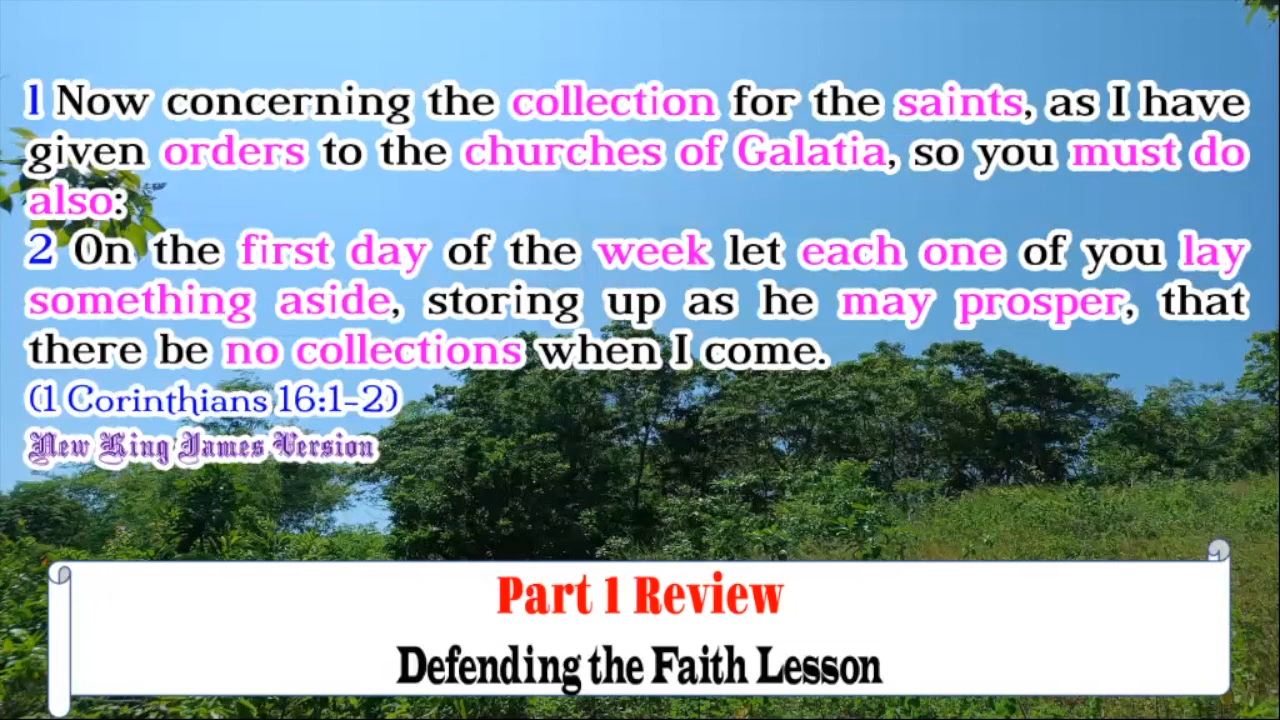 1 Now concerning the collection for the saints, as I have
given orders to the churches of Galatia, so you must do
also:
2 On the first day of the week let each one of you lay
something aside, storing up as he may prosper, that
there be no collections when I come.
(1 Corinthians 16:1-2)
New King James Version
Part 1 Review
Defending the Faith Lesson